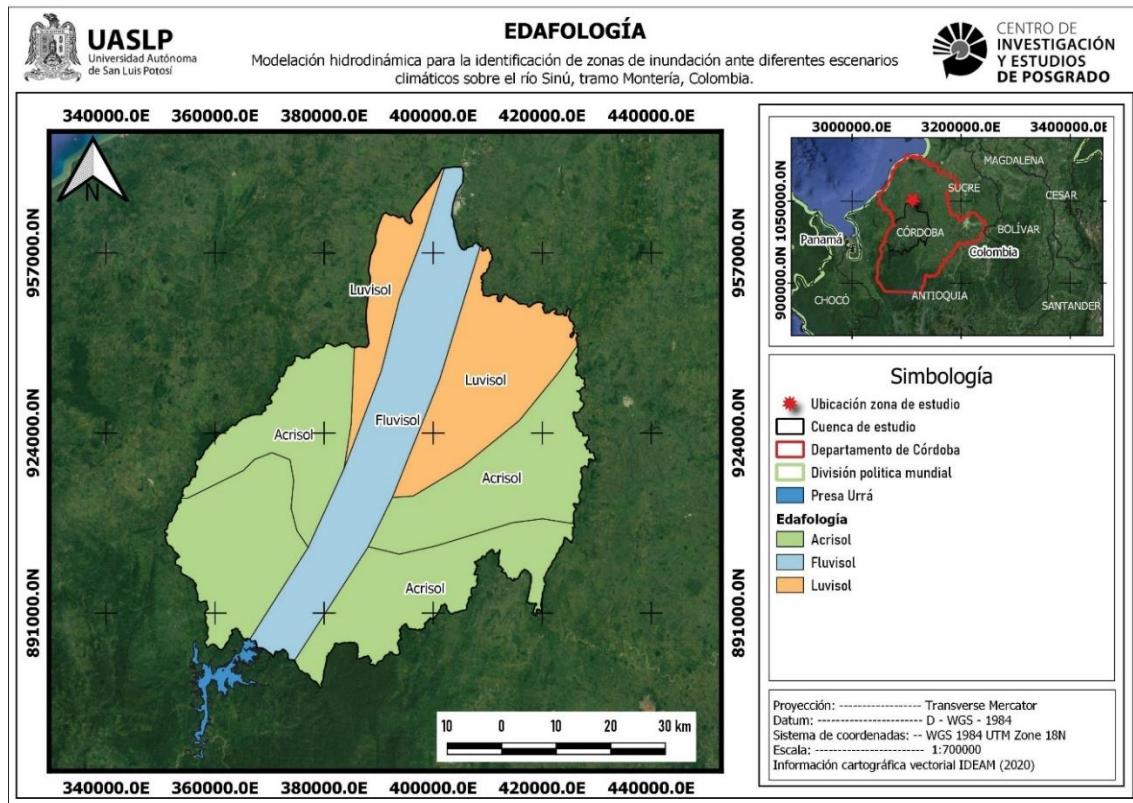 UASLP
Universidad Autónoma
de San Luis Potosí
EDAFOLOGÍA
Modelación hidrodinámica para la identificación de zonas de inundación ante diferentes escenarios
climáticos sobre el río Sinú, tramo Montería, Colombia.
CENTRO DE
INVESTIGACIÓN
Y ESTUDIOS
DE POSGRADO
340000.0E 360000.0E 380000.0E 400000.0E 420000.0E 440000.0E
957000.0N
924000.0N
891000.0N
N
Luvisol
Luvisol
Fluvisol
Acrisol
Acrisol
Acrisol
957000.0N
924000.0N
891000.0N
10 0 10 20 30 km
340000.0E 360000.0E 380000.0E 400000.0E 420000.0E 440000.0E
3000000.0E 3200000.0E 3400000.0E
1050000.0N
900000.0N
MAGDALENA
SUCRE
CESAR
Panamá
CÓRDOBA
BOLÍVAR
Colombia
CHOCÓ
ANTIOQUIA
SANTANDER
1050000.0N
900000.0N
Simbología
Ubicación zona de estudio
Cuenca de estudio
Departamento de Córdoba
División politica mundial
Presa Urrá
Edafología
Acrisol
Fluvisol
Luvisol
Proyección: ------------------ Transverse Mercator
Datum: ----------------------- D - WGS - 1984
Sistema de coordenadas: -- WGS 1984 UTM Zone 18N
Escala: ------------------------ 1:700000
Información cartográfica vectorial IDEAM (2020)